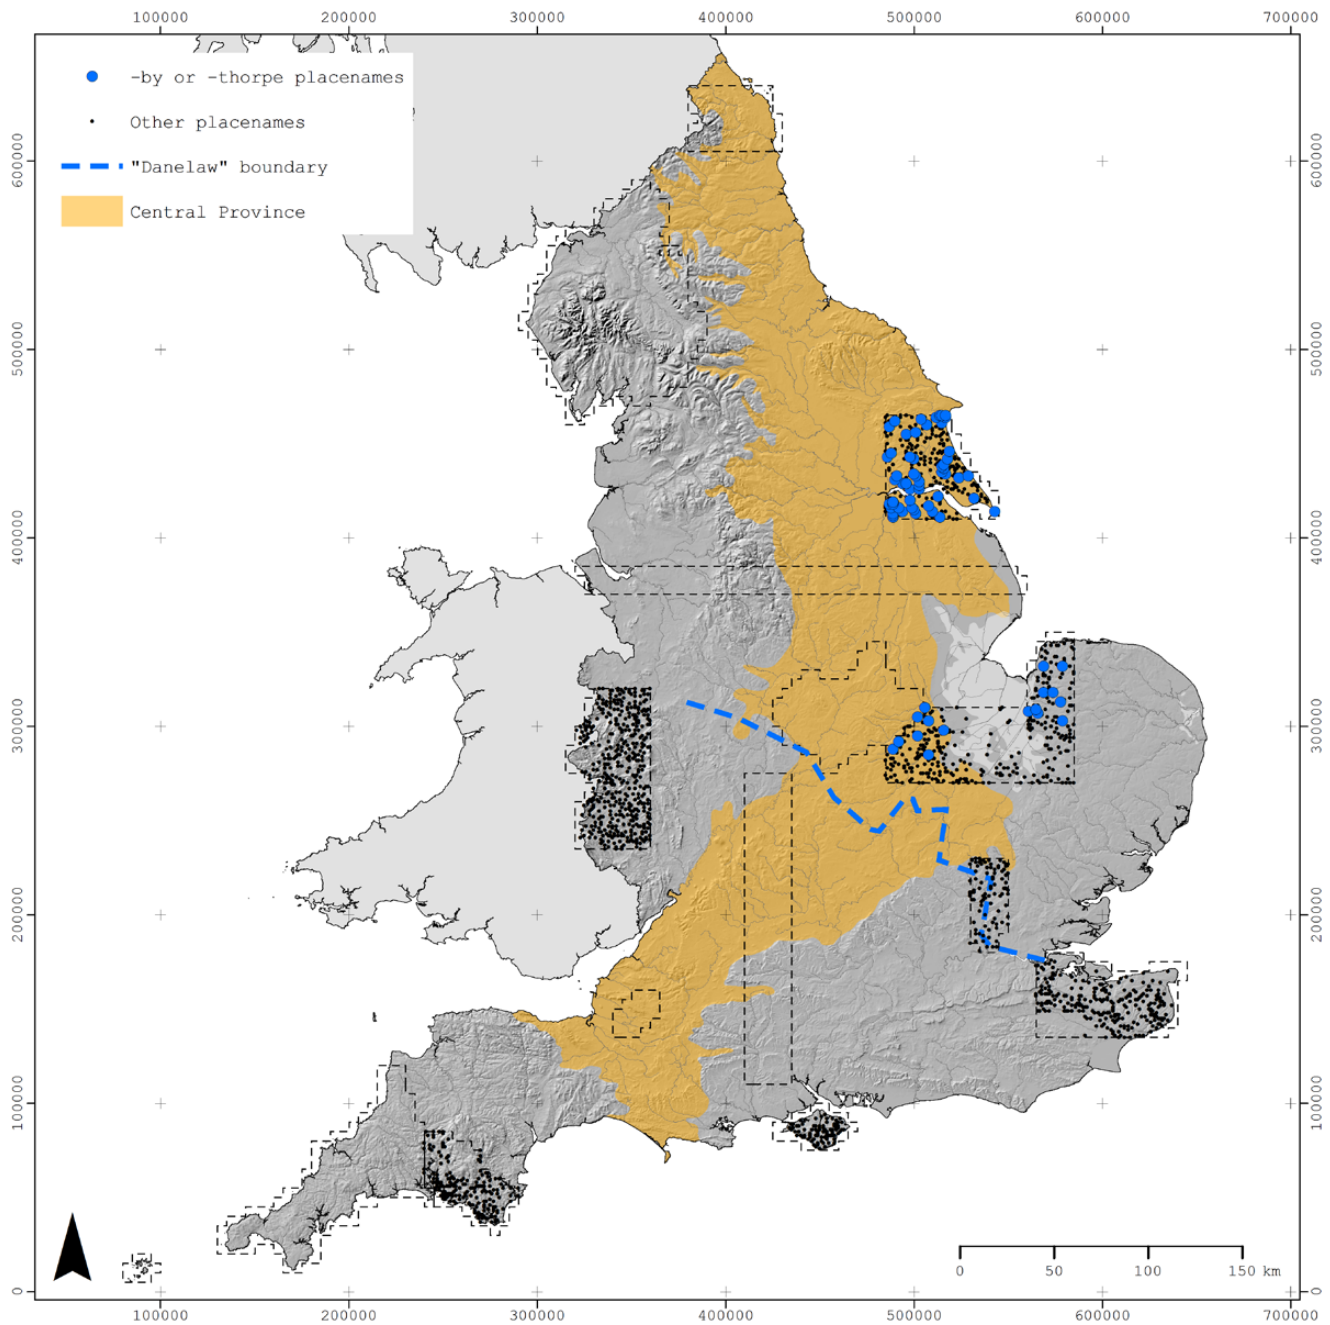 100000 200000 300000 400000 500000 600000 700000
-by or -thorpe placenames
Other placenames
"Danelaw" boundary
Central Province
600000 600000
500000 500000
400000 400000
300000 300000
200000 200000
100000 100000
0 0
0 50 100 150 km
100000 200000 300000 400000 500000 600000 700000